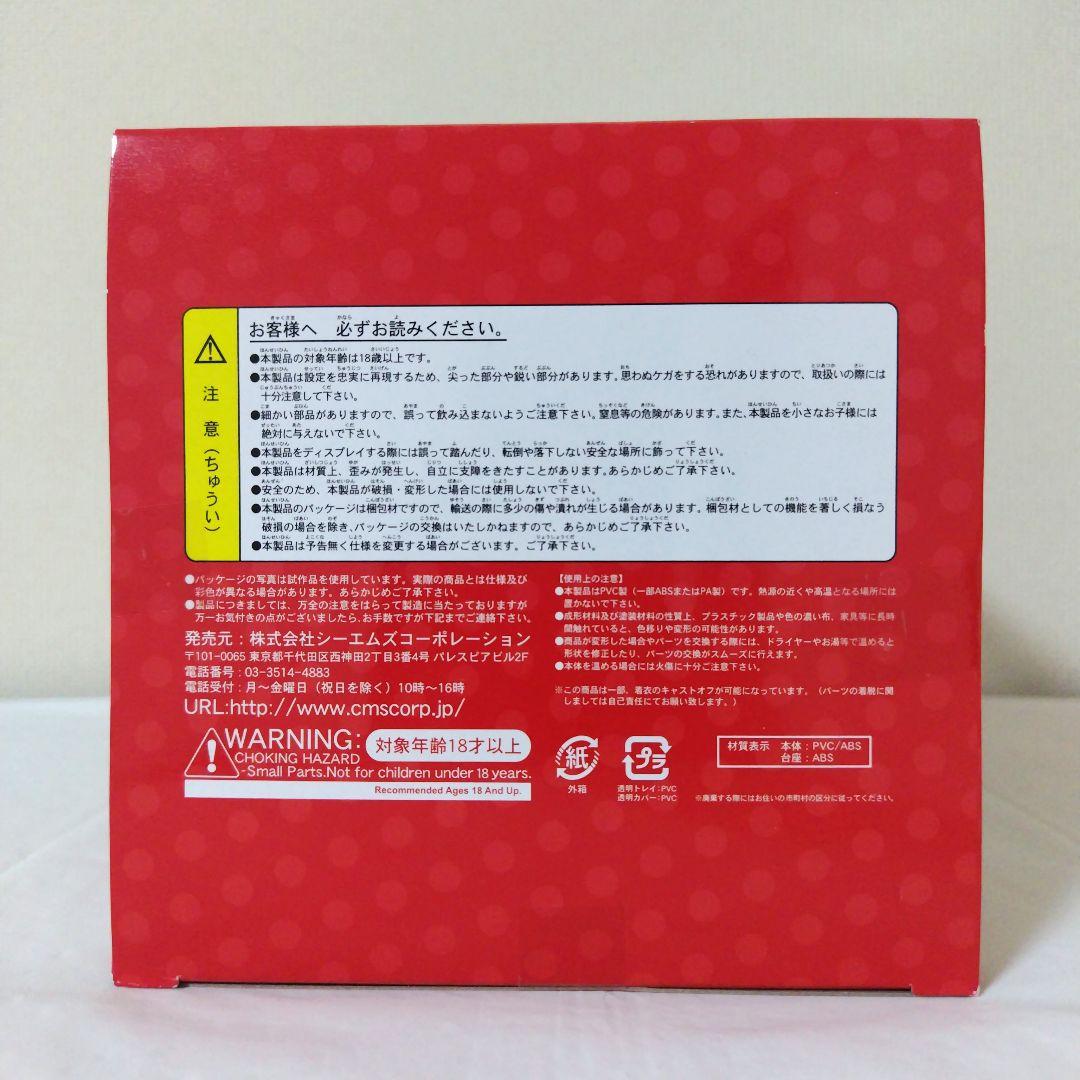 お客様へ 必ずお読みください。
注意(ちゅうい)
●本製品の対象年齢は18歳以上です。
●本製品は設定を忠実に再現するため、尖った部分や鋭い部分があります。思わぬケガをする恐れがありますので、取扱いの際には
十分注意して下さい。
●細かい部品がありますので、誤って飲み込まないようご注意下さい。窒息等の危険があります。また、本製品を小さなお子様には
絶対に与えないで下さい。
●本製品をディスプレイする際には誤って踏んだり、転倒や落下しない安全な場所に飾って下さい。
●本製品は材質上、歪みが発生し、自立に支障をきたすことがあります。あらかじめご了承下さい。
●安全のため、本製品が破損・変形した場合には使用しないで下さい。
●本製品のパッケージは梱包材ですので、輸送の際に多少の傷や潰れが生じる場合があります。梱包材としての機能を著しく損なう
破損の場合を除き、パッケージの交換はいたしかねますので、あらかじめご了承下さい。
●本製品は予告無く仕様を変更する場合がございます。ご了承下さい。
●パッケージの写真は試作品を使用しています。実際の商品とは仕様及び
彩色が異なる場合があります。あらかじめご了承下さい。
●製品につきましては、万全の注意をはらって製造に当たっておりますが
万一お気付きの点がございましたら、お手数ですが下記までご連絡下さい。
発売元:株式会社シーエムズコーポレーション
〒101-0065 東京都千代田区西神田2丁目3番4号 パレスピアビル2F
電話番号:03-3514-4883
電話受付:月〜金曜日(祝日を除く)10時〜16時
URL:http://www.cmscorp.jp/
WARNING:
CHOKING HAZARD
対象年齢18才以上
-Small Parts.Not for children under 18 years.
Recommended Ages 18 And Up.
【使用上の注意】
●本製品はPVC製(一部ABSまたはPA製)です。熱源の近くや高温となる場所には
置かないで下さい。
●成形材料及び塗装材料の性質上、プラスチック製品や色の濃い布、家具等に長時
間触れていると、色移りや変形の可能性があります。
●商品が変形した場合やパーツを交換する際には、ドライヤーやお湯等で温めると
形状を修正したり、パーツの交換がスムーズに行えます。
●本体を温める場合には火傷に十分ご注意下さい。
※この商品は一部、着衣のキャストオフが可能になっています。(パーツの着脱に関
しましては自己責任にてお願い致します。)
紙
外箱
プラ
透明トレイ:PVC
透明カバー:PVC
材質表示 本体:PVC/ABS
台座:ABS
※廃棄する際にはお住いの市町村の区分に従ってください。